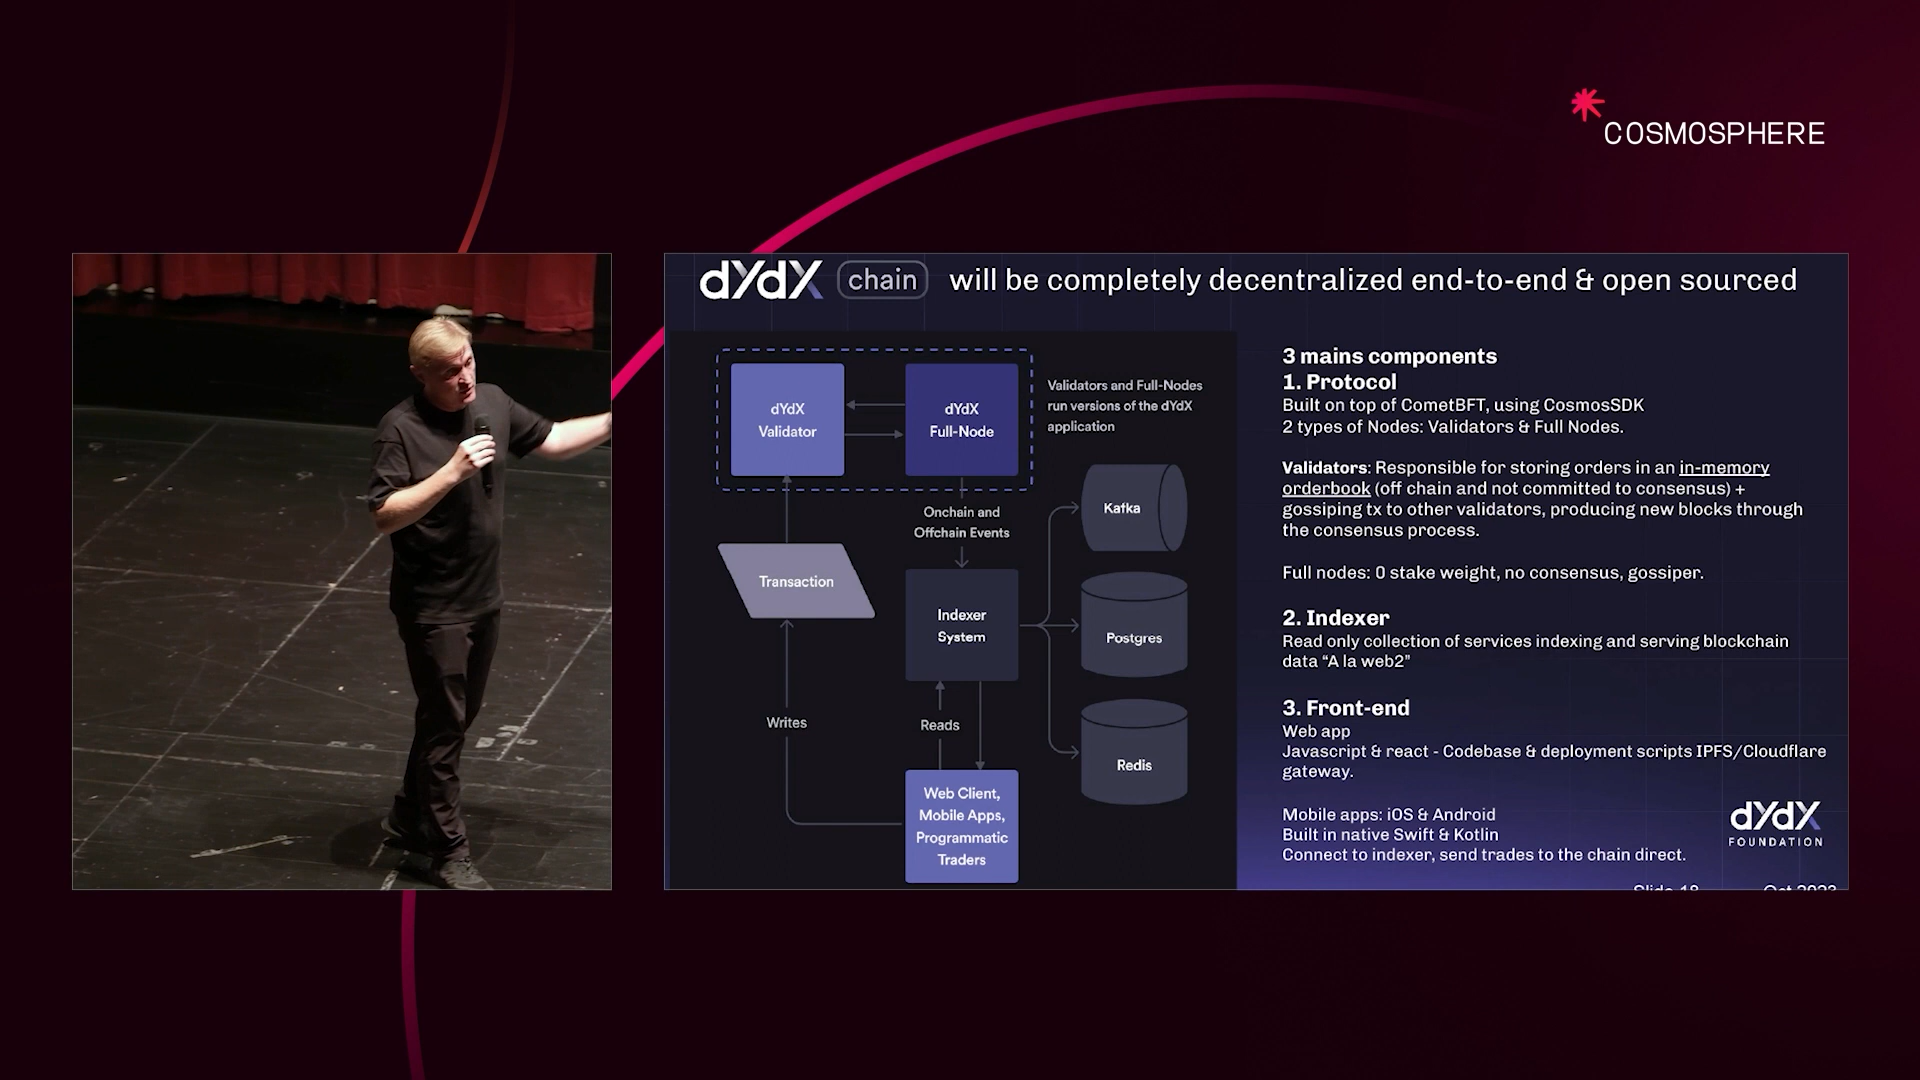 COSMOSPHERE
dYdX chain will be completely decentralized end-to-end & open sourced
dYdX
Validator
dYdX
Full-Node
Validators and Full-Nodes
run versions of the dYdX
application
Onchain and
Offchain Events
Kafka
Transaction
Indexer
System
Postgres
Writes
Reads
Redis
Web Client,
Mobile Apps,
Programmatic
Traders
3 mains components
1. Protocol
Built on top of CometBFT, using CosmosSDK
2 types of Nodes: Validators & Full Nodes.
Validators: Responsible for storing orders in an in-memory
orderbook (off chain and not committed to consensus) +
gossiping tx to other validators, producing new blocks through
the consensus process.
Full nodes: 0 stake weight, no consensus, gossiper.
2. Indexer
Read only collection of services indexing and serving blockchain
data “A la web2"
3. Front-end
Web app
Javascript & react - Codebase & deployment scripts IPFS/Cloudflare
gateway.
Mobile apps: iOS & Android
Built in native Swift & Kotlin
Connect to indexer, send trades to the chain direct.
dYdX
FOUNDATION
Slide 18 Oct 2023